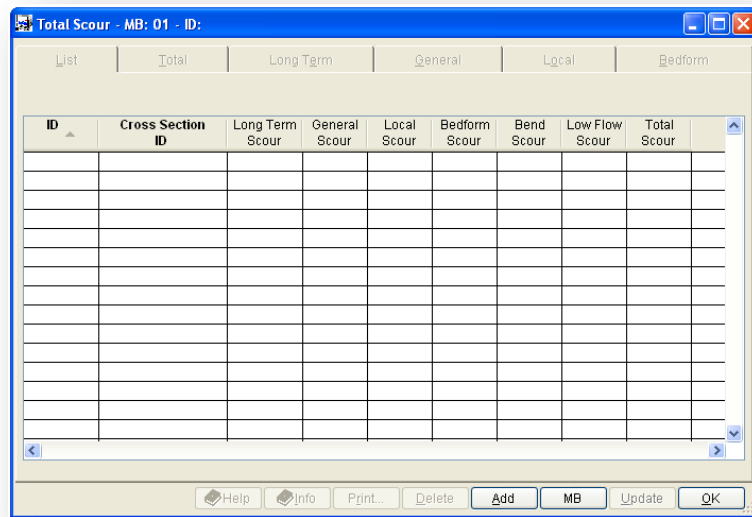 Total Scour - MB: 01 - ID:
List Total Long Term General Local Bedform
ID Cross Section ID Long Term Scour General Scour Local Scour Bedform Scour Bend Scour Low Flow Scour Total Scour
Help Info Print... Delete Add MB Update OK